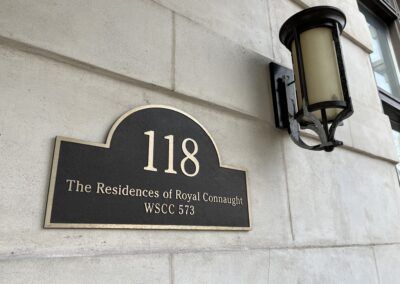 118
The Residences of Royal Connaught
WSCC 573